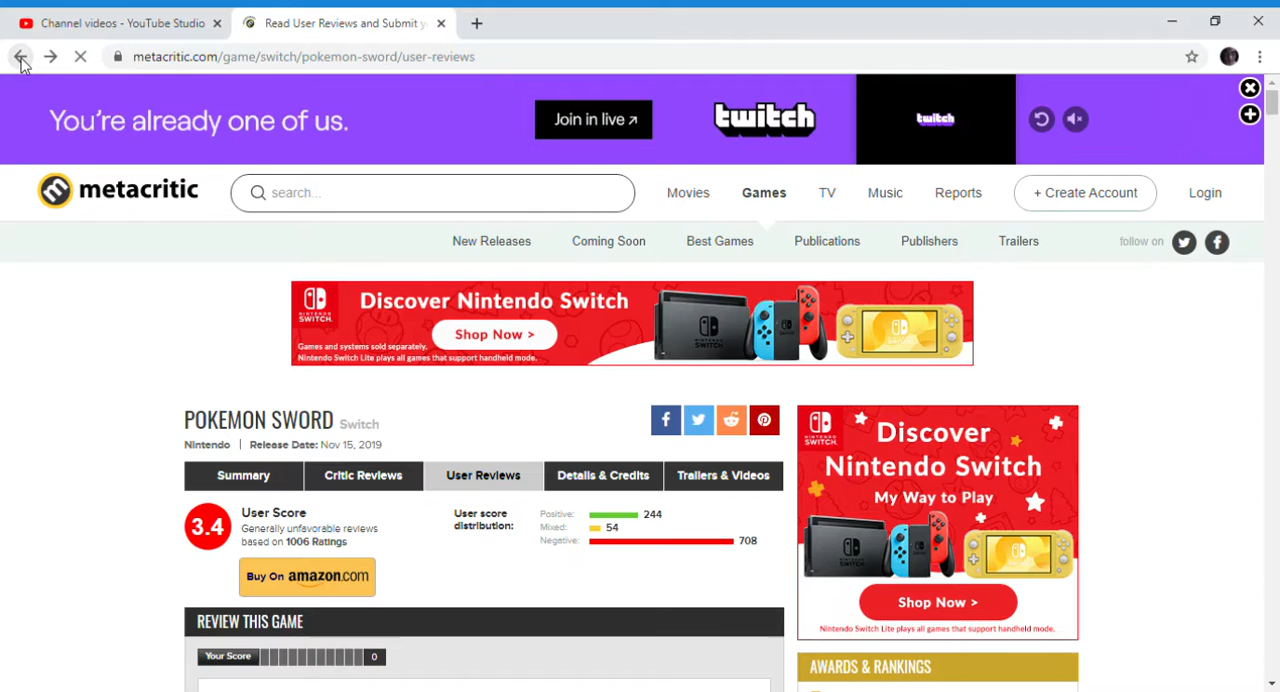 Channel videos - YouTube Studio
Read User Reviews and Submit
metacritic.com/game/switch/pokemon-sword/user-reviews
You're already one of us.
Join in live
twitch
twitch
metacritic
search...
Movies
Games
TV
Music
Reports
+ Create Account
Login
New Releases
Coming Soon
Best Games
Publications
Publishers
Trailers
follow on
NINTENDO
SWITCH
Discover Nintendo Switch
Shop Now >
Games and systems sold separately.
Nintendo Switch Lite plays all games that support handheld mode.
POKEMON SWORD Switch
Nintendo | Release Date: Nov 15, 2019
Summary
Critic Reviews
User Reviews
Details & Credits
Trailers & Videos
3.4
User Score
Generally unfavorable reviews
based on 1006 Ratings
Buy On amazon.com
User score
distribution:
Positive: 244
Mixed: 54
Negative: 708
REVIEW THIS GAME
Your Score
0
NINTENDO
SWITCH
Discover
Nintendo Switch
My Way to Play
Shop Now >
Nintendo Switch Lite plays all games that support handheld mode.
AWARDS & RANKINGS